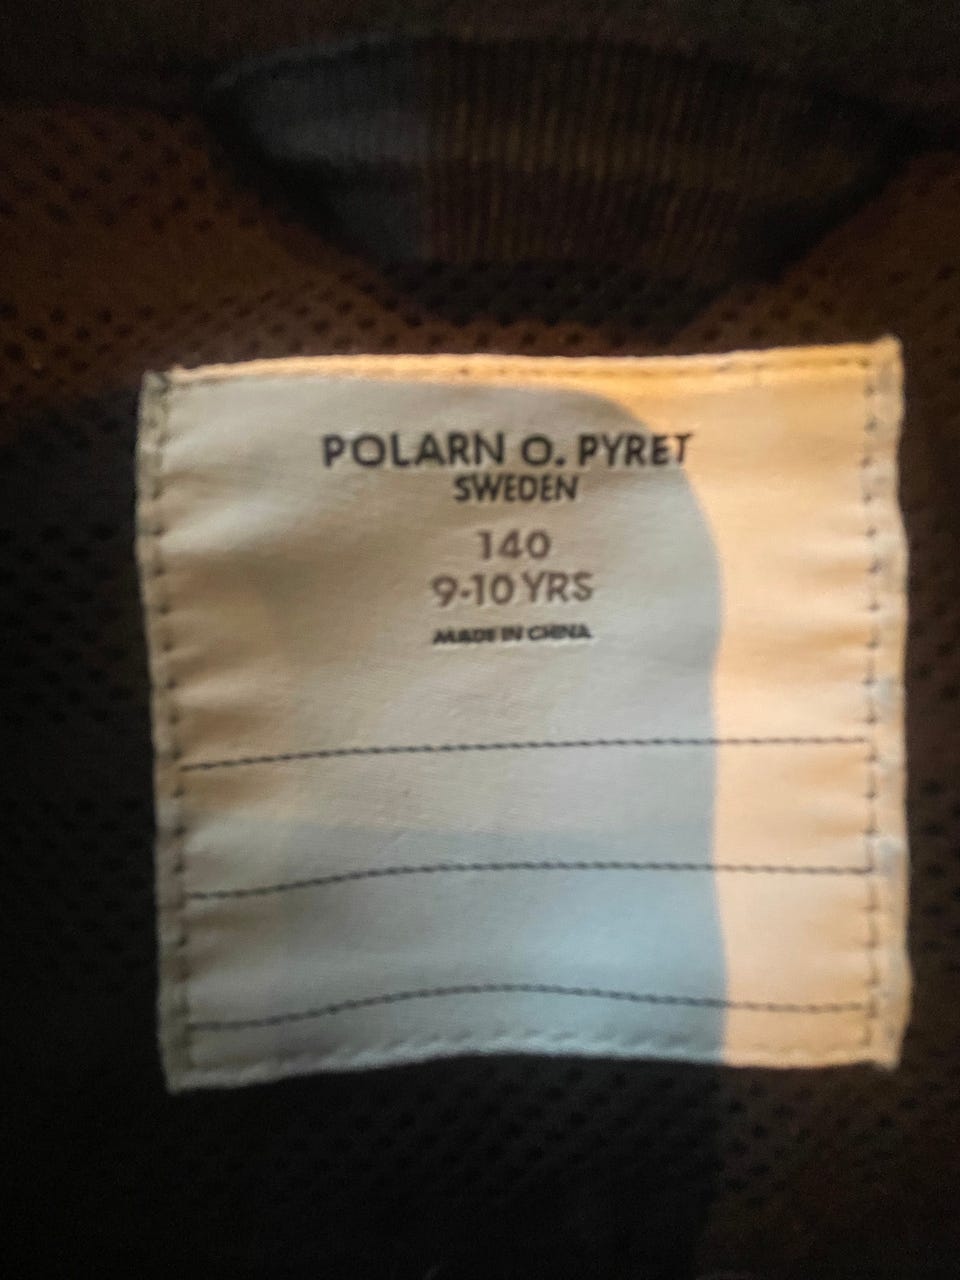 POLARN O. PYRET
SWEDEN
140
9-10 YRS
MADE IN CHINA